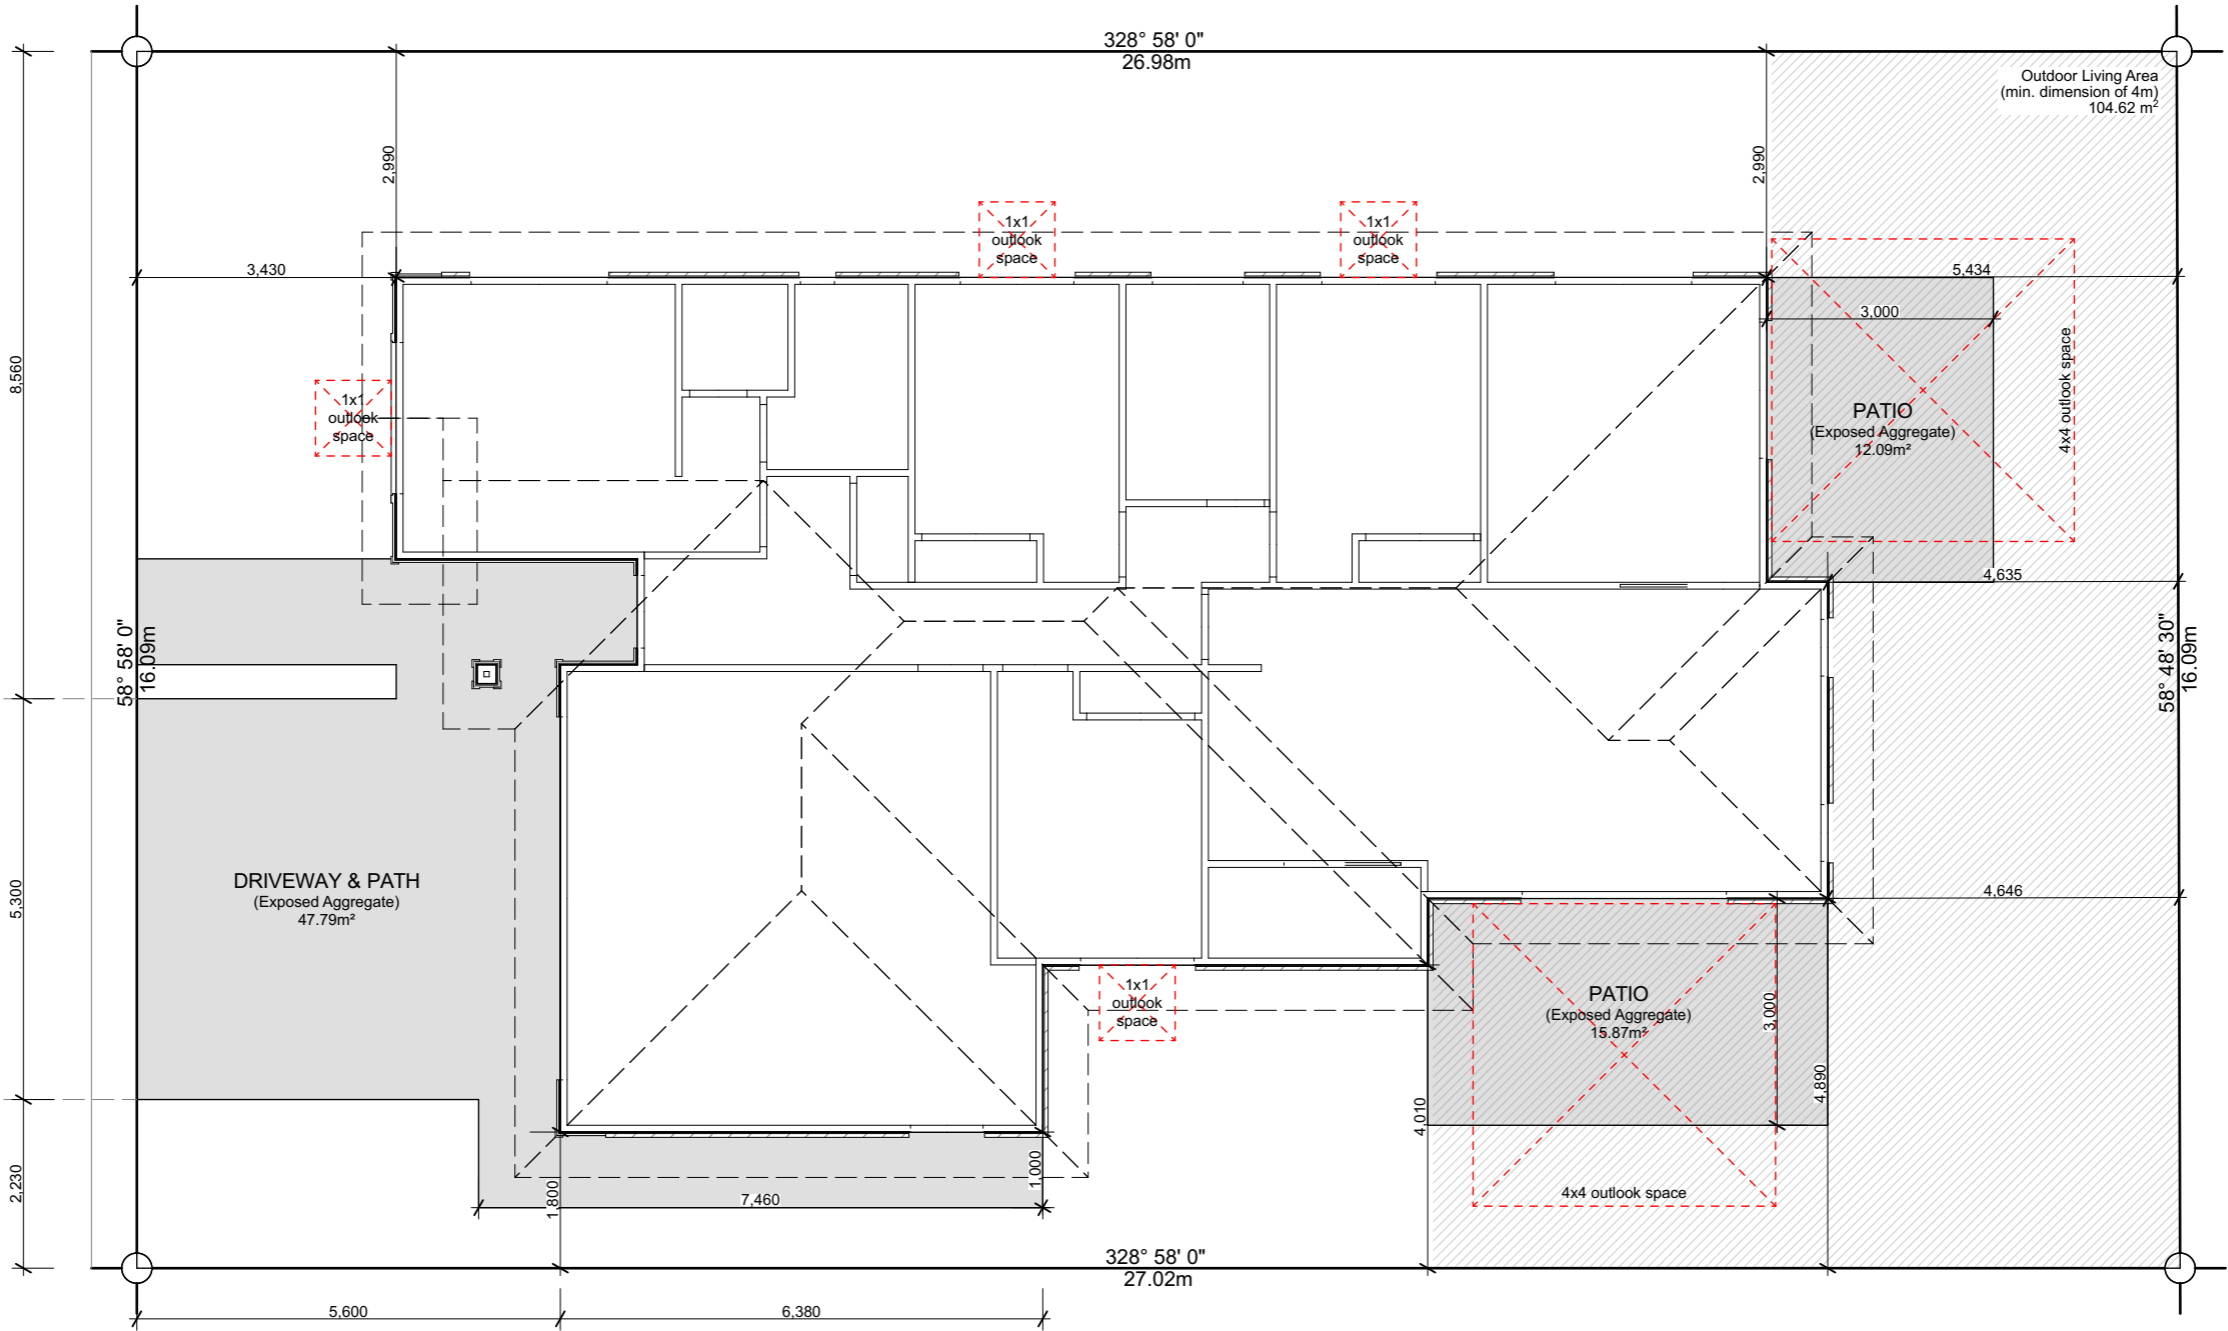 328° 58' 0"
26.98m
Outdoor Living Area
(min. dimension of 4m)
104.62 m²
2,990
2,990
1x1
outlook
space
1x1
outlook
space
3,430
5,434
3,000
8,560
1x1
outlook
space
4x4 outlook space
PATIO
(Exposed Aggregate)
12.09m²
4,635
58° 58' 0"
16.09m
58° 48' 30"
16.09m
DRIVEWAY & PATH
(Exposed Aggregate)
47.79m²
5,300
4,646
1x1
outlook
space
PATIO
(Exposed Aggregate)
15.87m²
3,000
4,890
4,010
2,230
1,800
7,460
1,000
4x4 outlook space
328° 58' 0"
27.02m
5,600
6,380